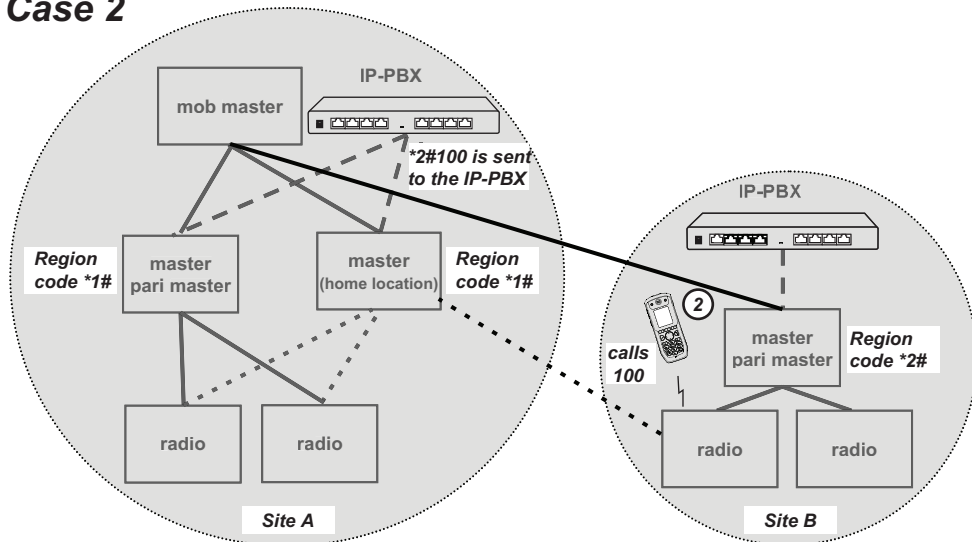 Case 2
IP-PBX
mob master
*2#100 is sent
to the IP-PBX
Region
code *1#
master
pari master
master
(home location)
Region
code *1#
radio
radio
Site A
IP-PBX
2
calls
100
master
pari master
Region
code *2#
radio
radio
Site B